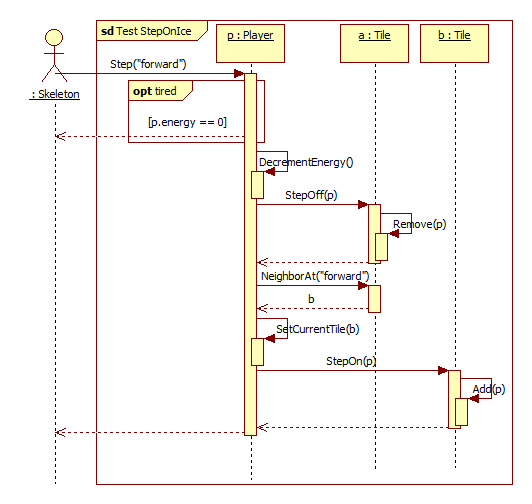 sd Test StepOnIce
p : Player
a : Tile
b : Tile
: Skeleton
Step("forward")
opt tired
[p.energy == 0]
DecrementEnergy()
StepOff(p)
Remove(p)
NeighborAt("forward")
b
SetCurrentTile(b)
StepOn(p)
Add(p)